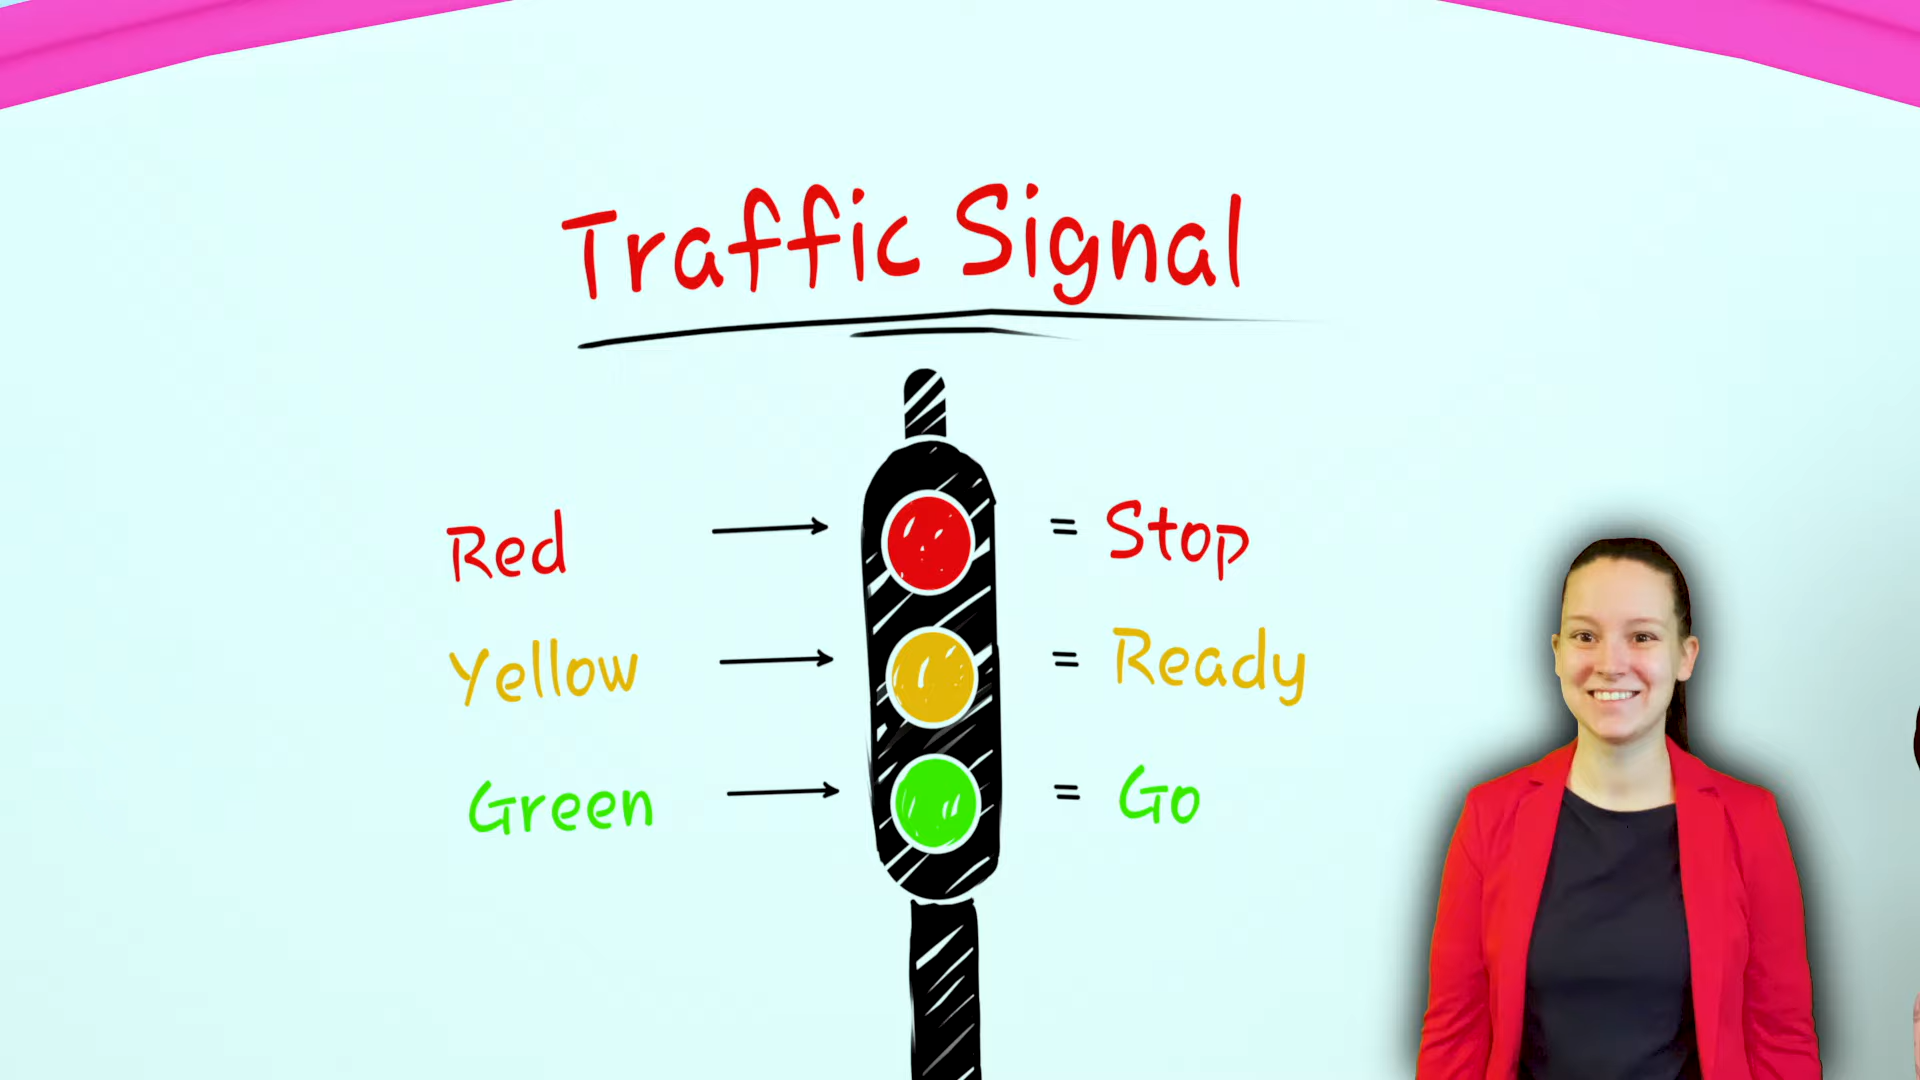 Traffic Signal
Red → = Stop
Yellow → = Ready
Green → = Go